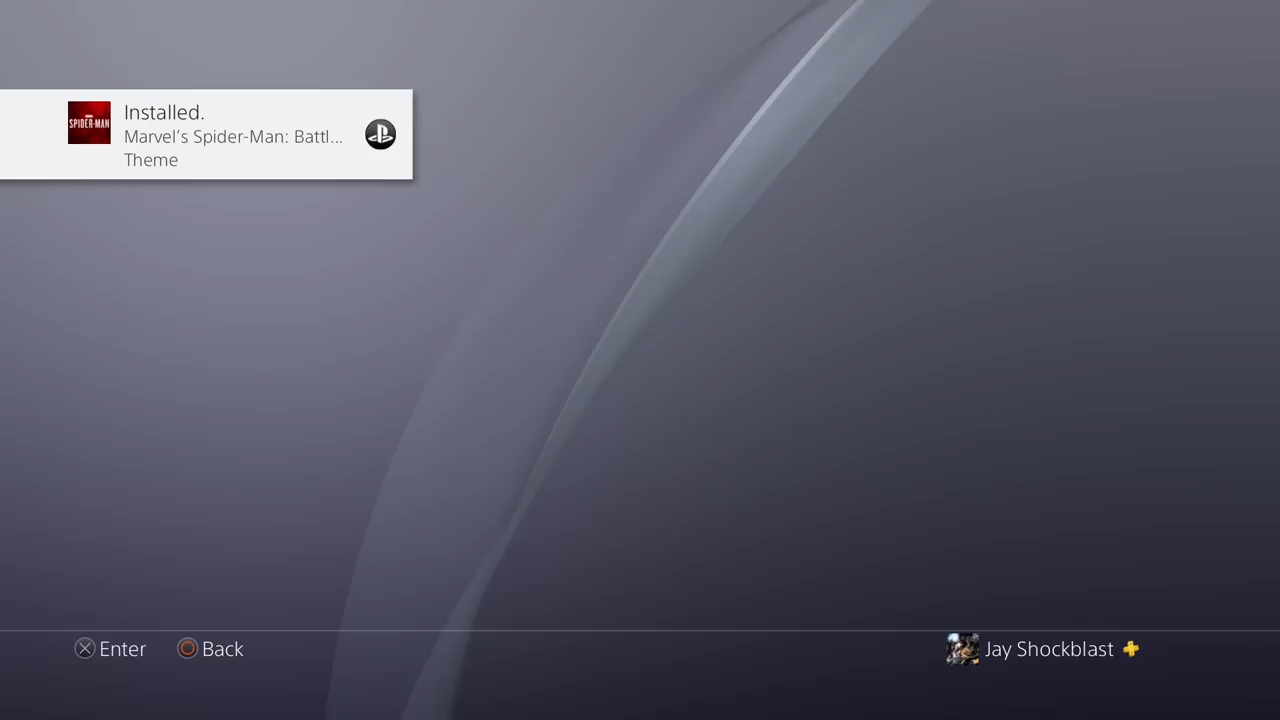 Installed.
SPIDER-MAN
Marvel’s Spider-Man: Battl...
Theme
Enter
Back
Jay Shockblast